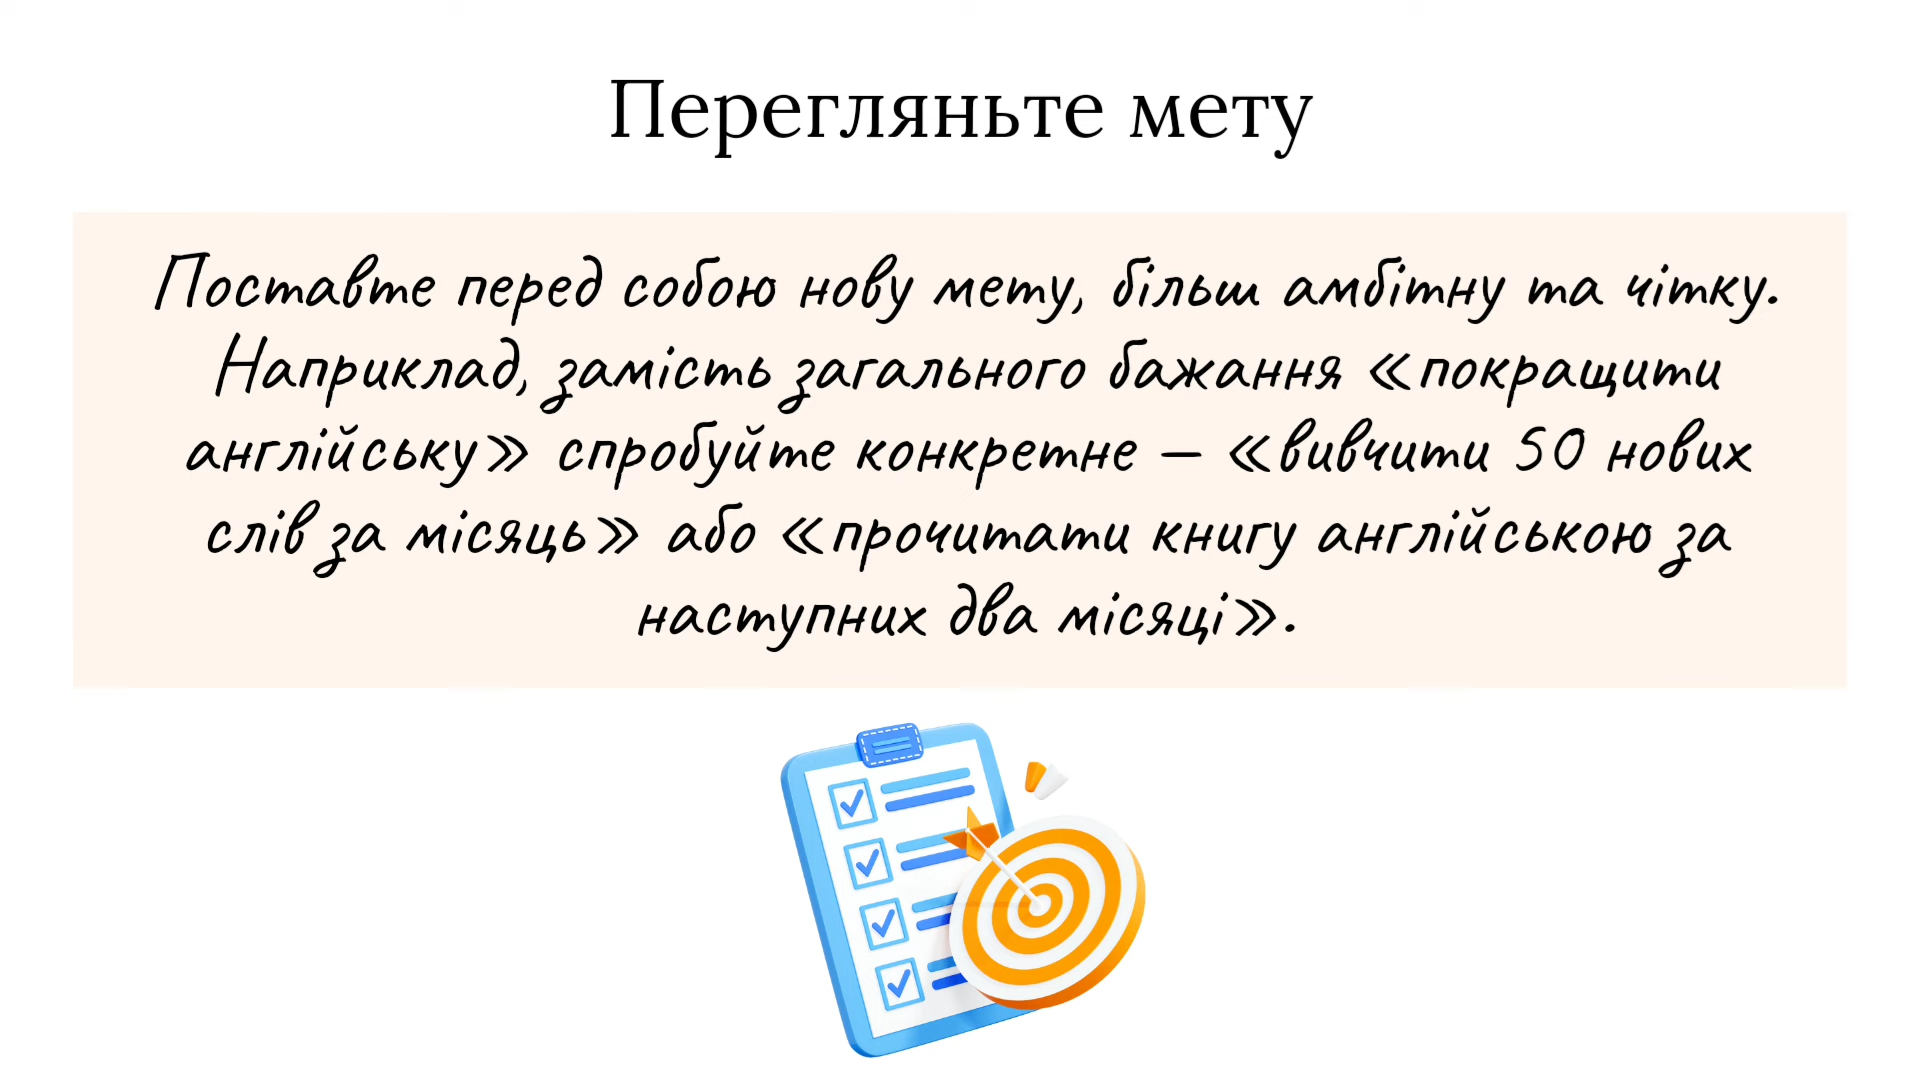 Перегляньте мету
Поставте перед собою нову мету, більш амбітну та чітку.
Наприклад, замість загального бажання «покращити
англійську» спробуйте конкретне – «вивчити 50 нових
слів за місяць» або «прочитати книгу англійською за
наступних два місяці».